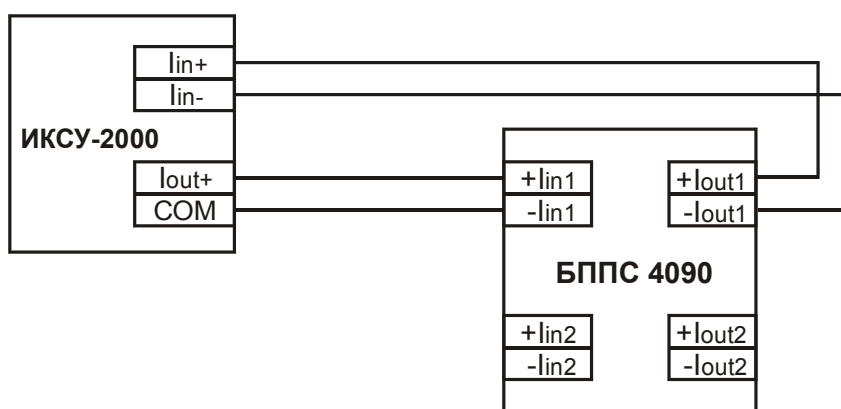 Iin+
Iin-
ИКСУ-2000
Iout+
COM
+Iin1
-Iin1
+Iout1
-Iout1
БППС 4090
+Iin2
-Iin2
+Iout2
-Iout2